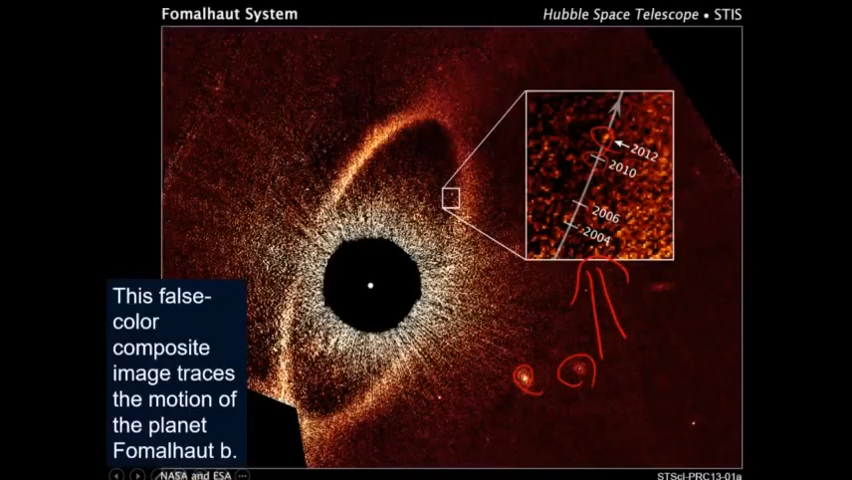 Fomalhaut System
Hubble Space Telescope • STIS
2012
2010
2006
2004
This false-
color
composite
image traces
the motion of
the planet
Fomalhaut b.
NASA and ESA
STScI-PRC13-01a